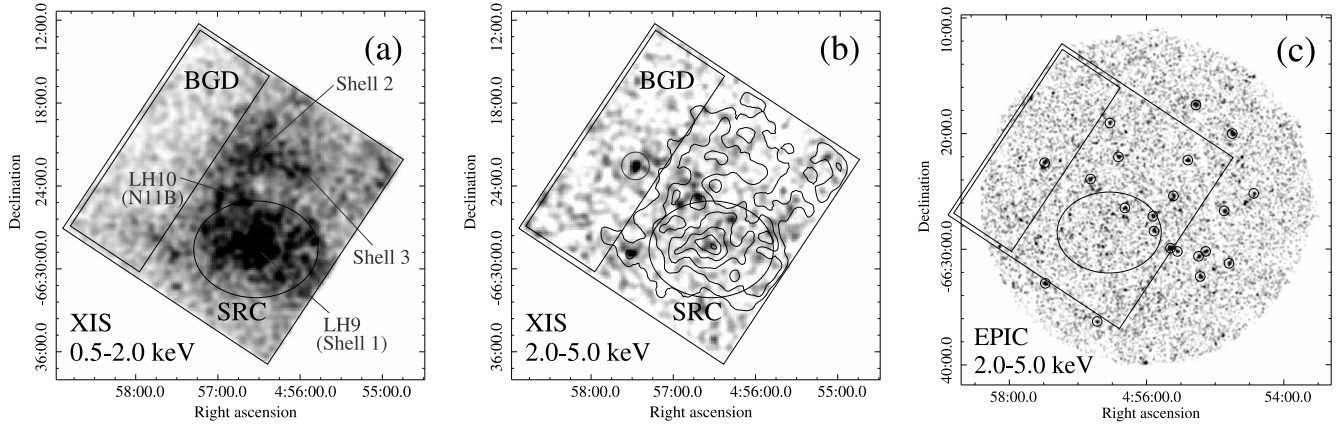 (a)
BGD
Shell 2
LH10
(N11B)
Shell 3
SRC
LH9
(Shell 1)
XIS
0.5-2.0 keV
12:00.0
18:00.0
24:00.0
-66:30:00.0
36:00.0
Declination
58:00.0
57:00.0
4:56:00.0
55:00.0
Right ascension
(b)
BGD
SRC
XIS
2.0-5.0 keV
12:00.0
18:00.0
24:00.0
-66:30:00.0
36:00.0
Declination
58:00.0
57:00.0
4:56:00.0
55:00.0
Right ascension
(c)
EPIC
2.0-5.0 keV
10:00.0
20:00.0
-66:30:00.0
40:00.0
Declination
58:00.0
4:56:00.0
54:00.0
Right ascension